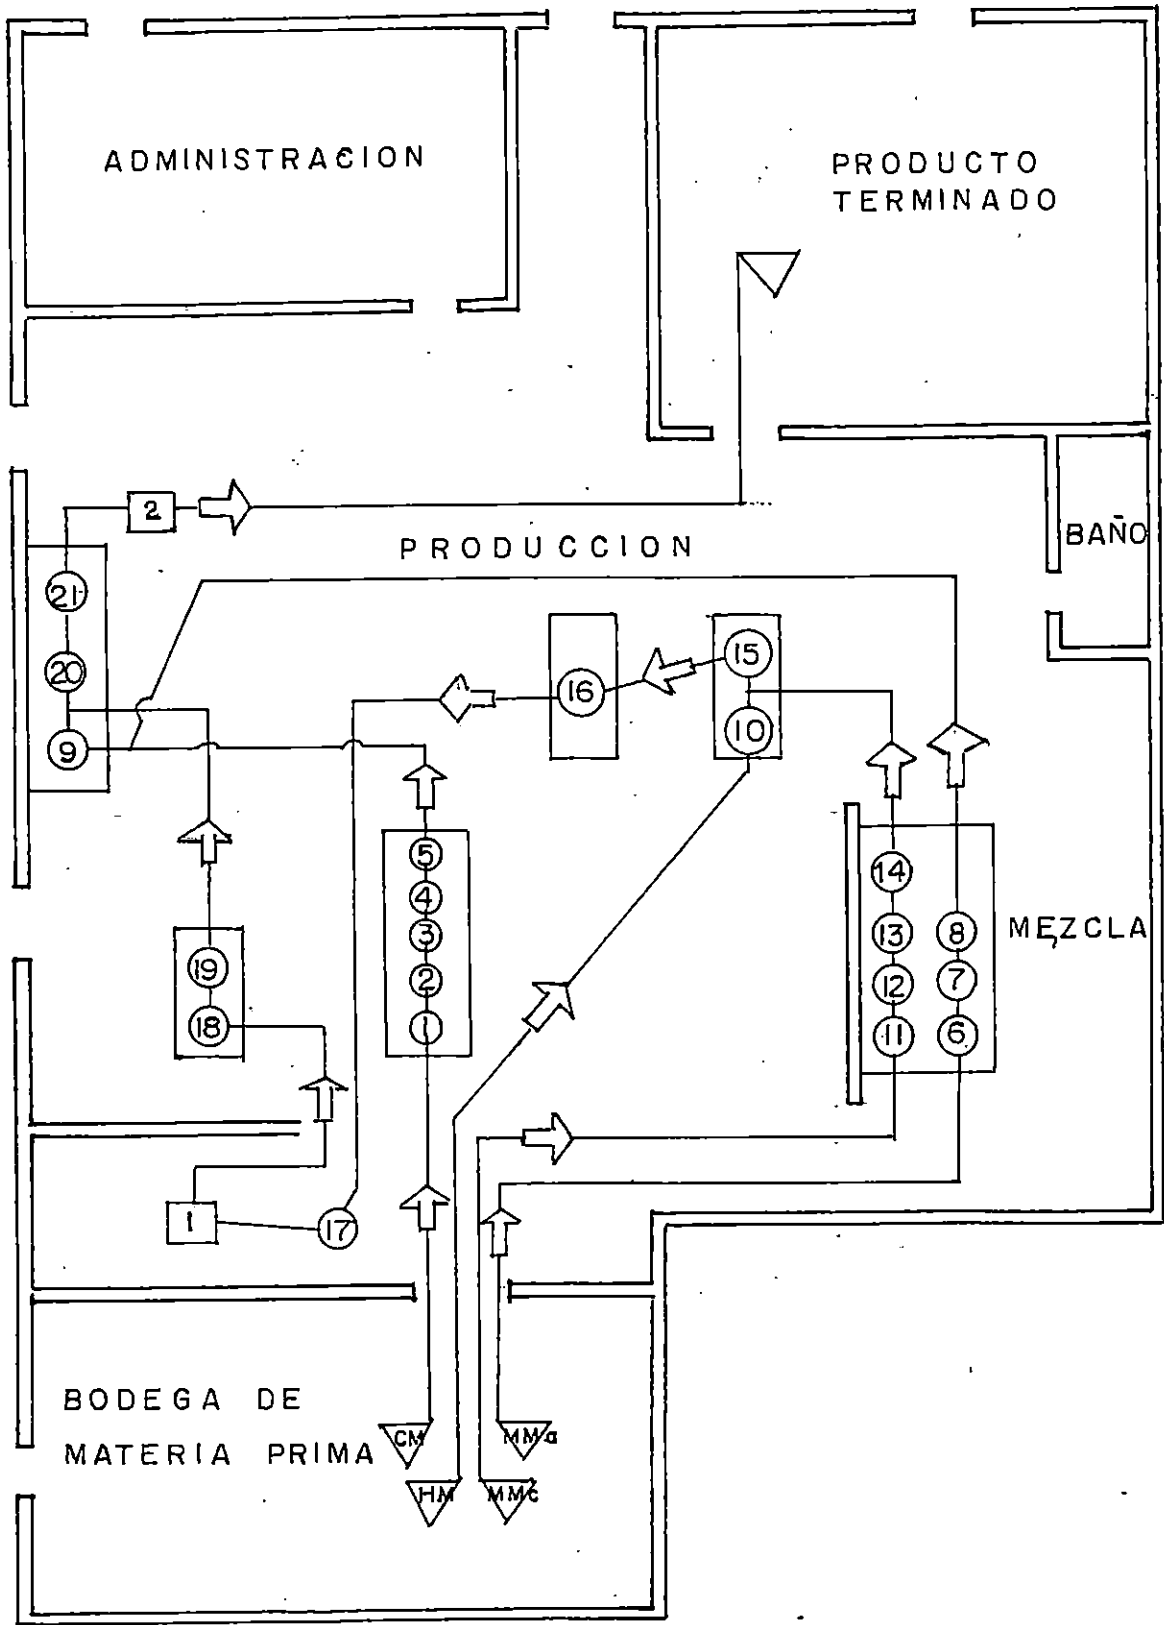 ADMINISTRACION
PRODUCTO
TERMINADO
2
BAÑO
PRODUCCION
21
20
9
16
15
10
5
4
3
2
1
14
13
12
11
8
7
6
MEZCLA
19
18
1
17
BODEGA DE
MATERIA PRIMA
CM
MMa
HM
MMc